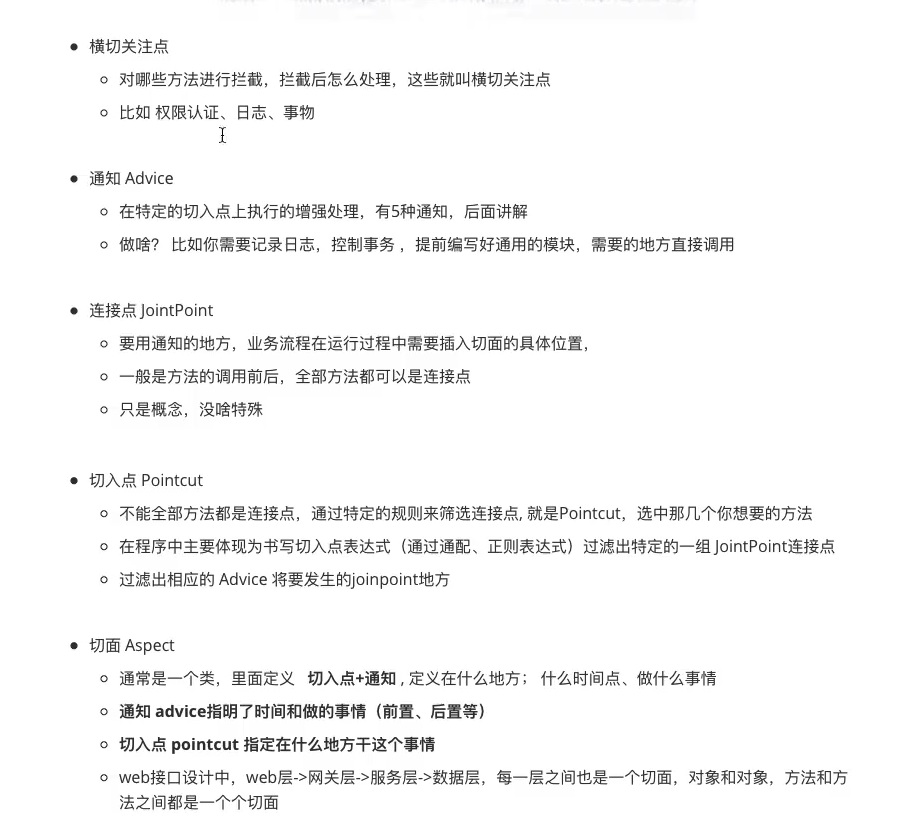 横切关注点
对哪些方法进行拦截，拦截后怎么处理，这些就叫横切关注点
比如 权限认证、日志、事物
通知 Advice
在特定的切入点上执行的增强处理，有5种通知，后面讲解
做啥？ 比如你需要记录日志，控制事务 ，提前编写好通用的模块，需要的地方直接调用
连接点 JointPoint
要用通知的地方，业务流程在运行过程中需要插入切面的具体位置，
一般是方法的调用前后，全部方法都可以是连接点
只是概念，没啥特殊
切入点 Pointcut
不能全部方法都是连接点，通过特定的规则来筛选连接点, 就是Pointcut，选中那几个你想要的方法
在程序中主要体现为书写切入点表达式（通过通配、正则表达式）过滤出特定的一组 JointPoint连接点
过滤出相应的 Advice 将要发生的joinpoint地方
切面 Aspect
通常是一个类，里面定义 切入点+通知 , 定义在什么地方； 什么时间点、做什么事情
通知 advice指明了时间和做的事情（前置、后置等）
切入点 pointcut 指定在什么地方干这个事情
web接口设计中，web层->网关层->服务层->数据层，每一层之间也是一个切面，对象和对象，方法和方
法之间都是一个个切面